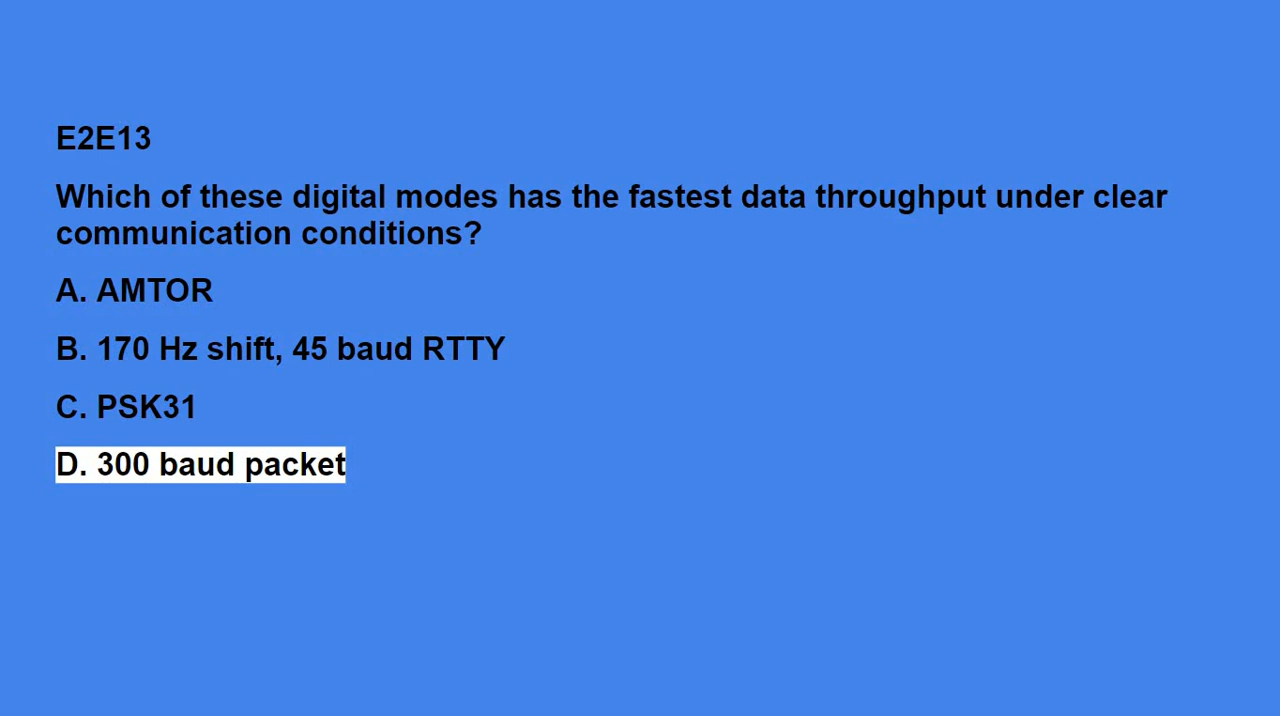 E2E13
Which of these digital modes has the fastest data throughput under clear
communication conditions?
A. AMTOR
B. 170 Hz shift, 45 baud RTTY
C. PSK31
D. 300 baud packet